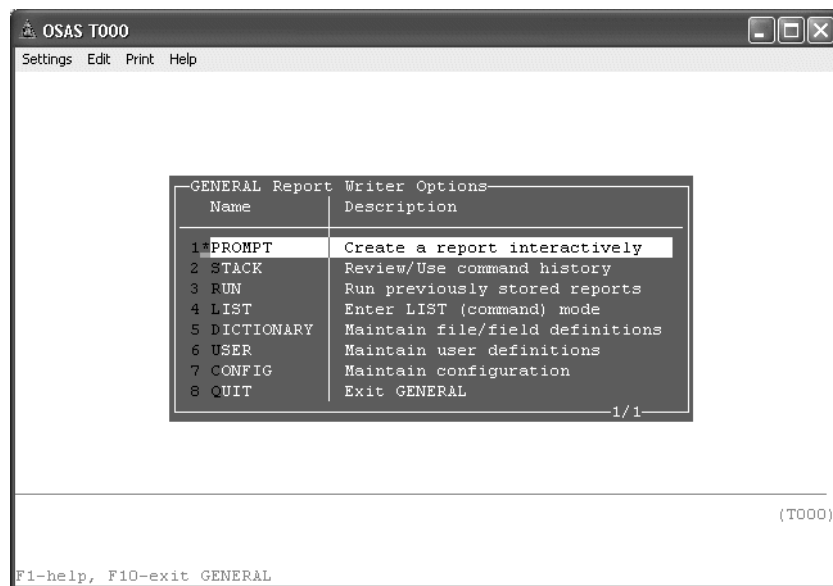 OSAS T000
Settings Edit Print Help
GENERAL Report Writer Options
Name Description
1*PROMPT Create a report interactively
2 STACK Review/Use command history
3 RUN Run previously stored reports
4 LIST Enter LIST (command) mode
5 DICTIONARY Maintain file/field definitions
6 USER Maintain user definitions
7 CONFIG Maintain configuration
8 QUIT Exit GENERAL
1/1
(T000)
F1-help, F10-exit GENERAL